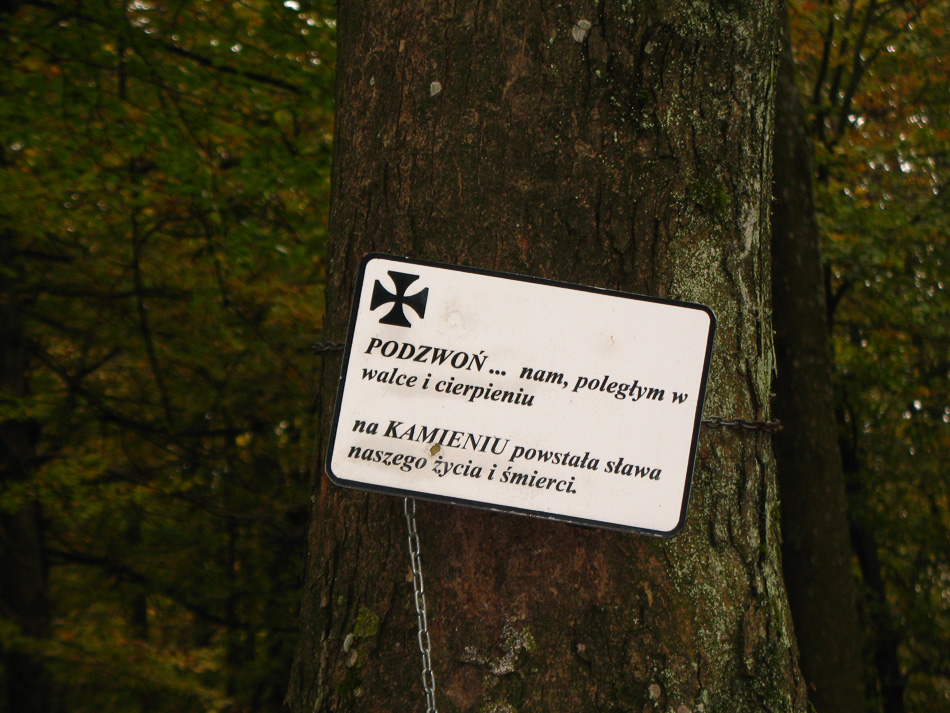 PODZWOŃ ... nam, poległym w
walce i cierpieniu
na KAMIENIU powstała sława
naszego życia i śmierci.